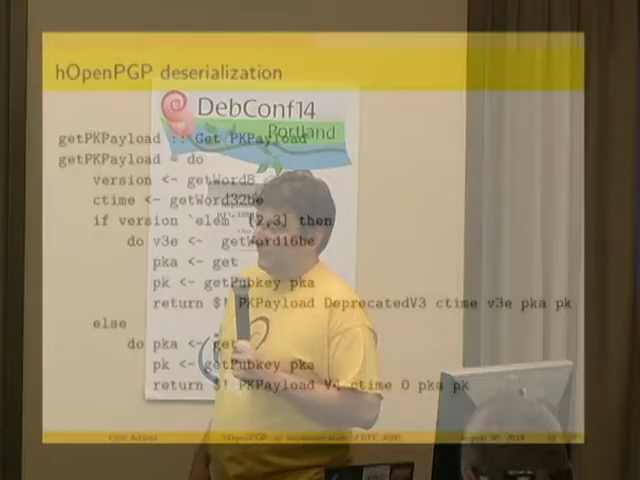 hOpenPGP deserialization
DebConf14
Portland
getPKPayload :: Get PKPayload
getPKPayload = do
version <- getWord8
ctime <- getWord32be
if version `elem` [2,3] then
do v3e <- getWord16be
pka <- get
pk <- getPubkey pka
return $! PKPayload DeprecatedV3 ctime v3e pka pk
else
do pka <- get
pk <- getPubkey pka
return $! PKPayload V4 ctime 0 pka pk